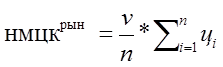 НМЦК^рын = v/n * ∑_{i=1}^{n} ц_i